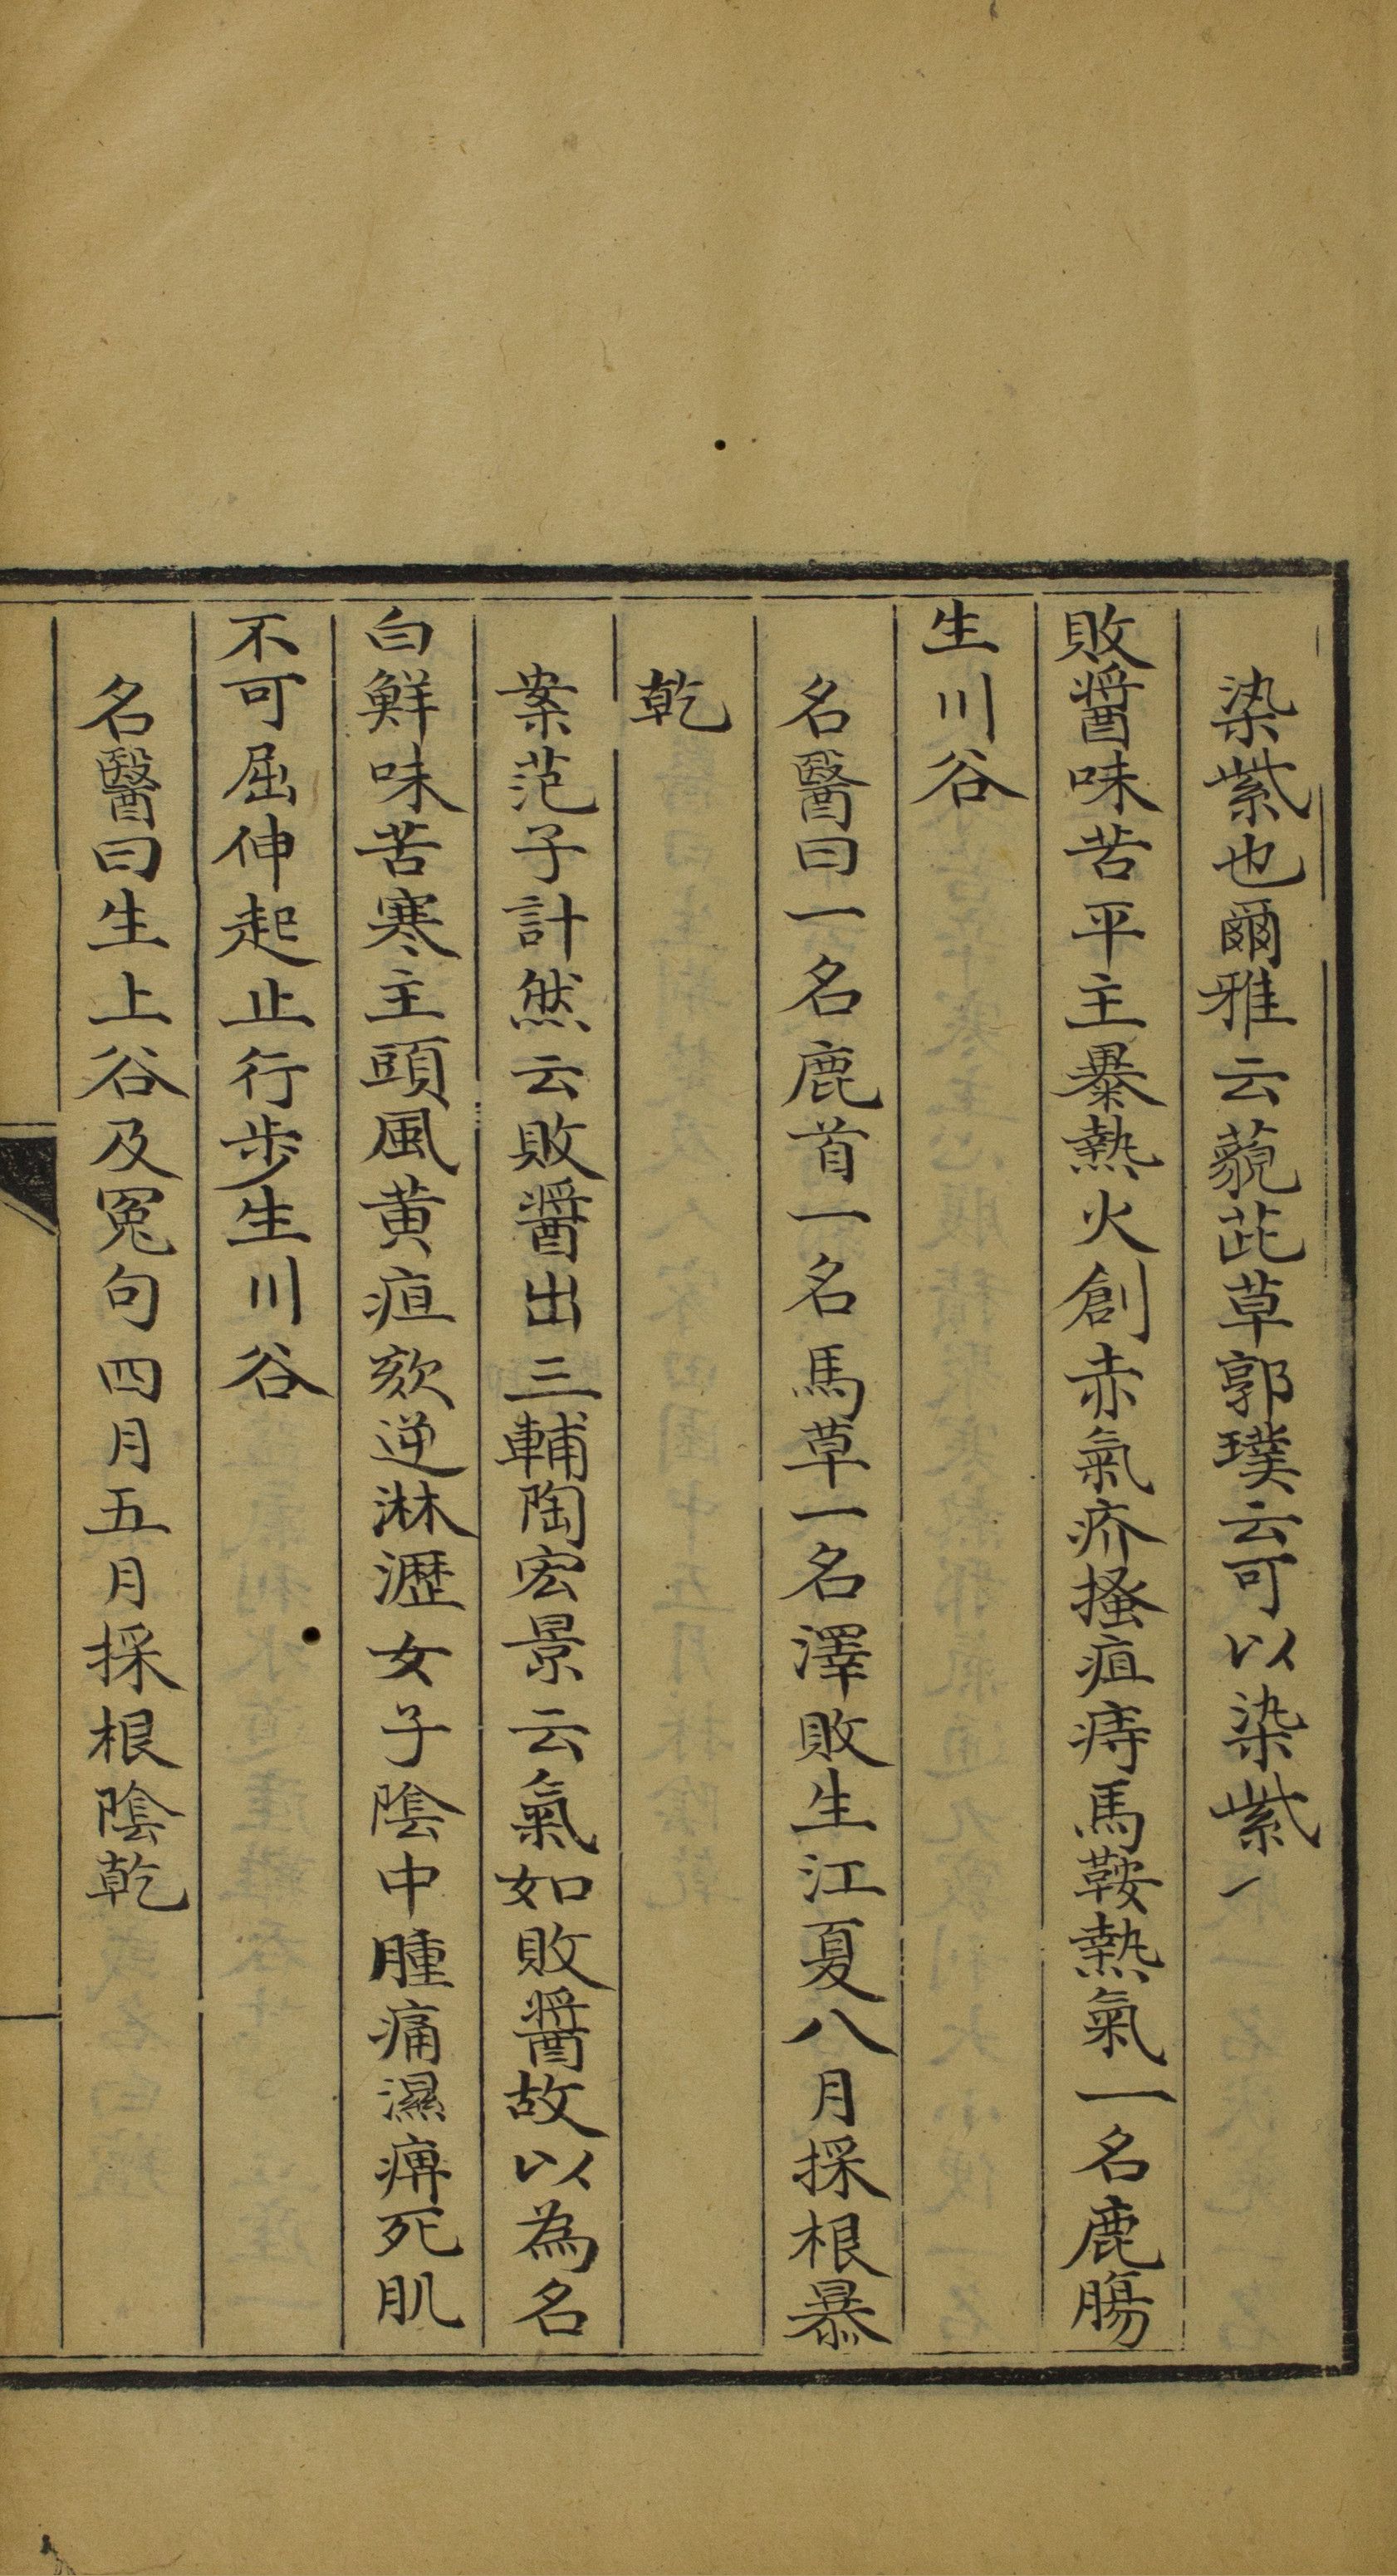 染紫也爾雅云藐茈草郭璞云可以染紫一
敗醬味苦平主暴熱火創赤氣疥搔疽痔馬鞍熱氣一名鹿腸
生川谷
名醫曰一名鹿首一名馬草一名澤敗生江夏八月採根暴
乾
案范子計然云敗醬出三輔陶宏景云氣如敗醬故以為名
白鮮味苦寒主頭風黄疸欬逆淋瀝女子陰中腫痛濕痹死肌
不可屈伸起止行步生川谷
名醫曰生上谷及冤句四月五月採根陰乾